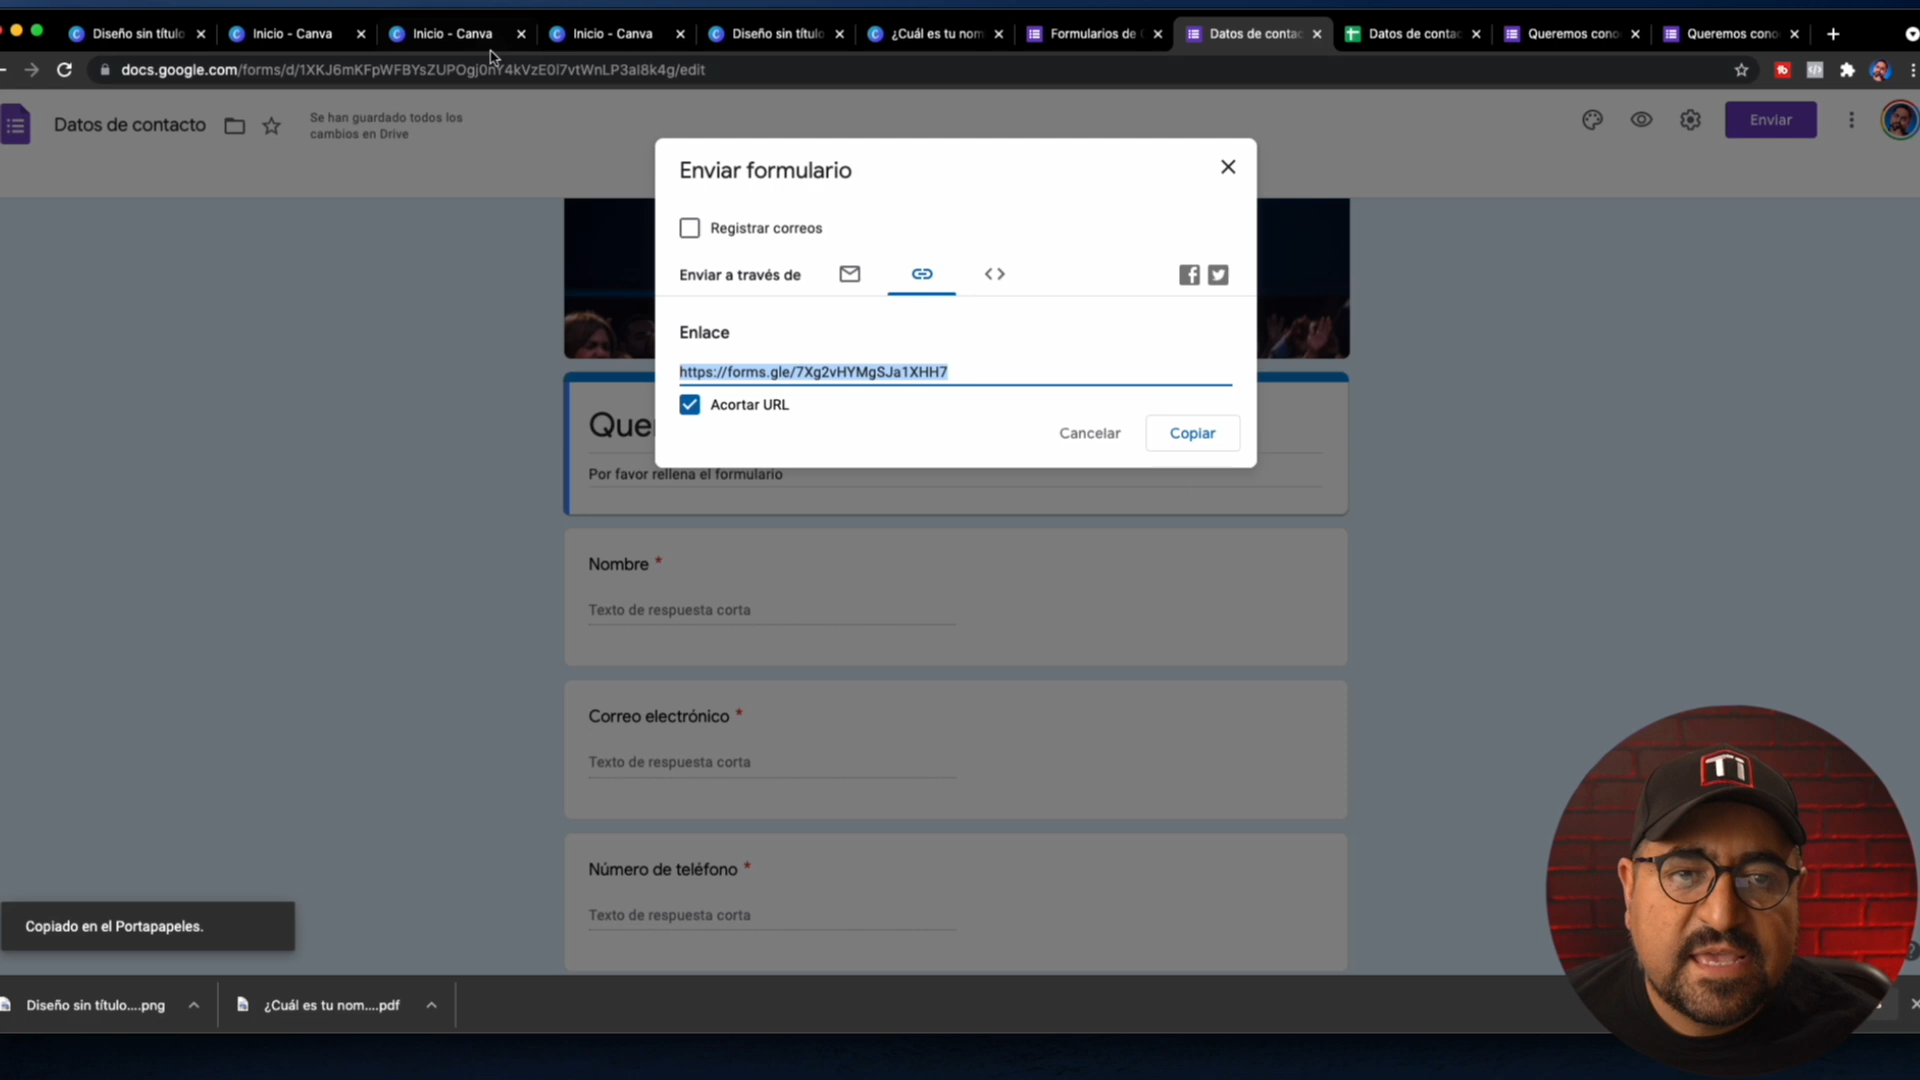 Diseño sin título
Inicio - Canva
Inicio - Canva
Inicio - Canva
Diseño sin título
¿Cuál es tu nom
Formularios de
Datos de contac
Datos de contac
Queremos cono
Queremos cono
docs.google.com/forms/d/1XKJ6mKFpWFBYsZUPOgj0nY4kVzE0l7vtWnLP3al8k4g/edit
Datos de contacto
Se han guardado todos los
cambios en Drive
Enviar
Enviar formulario
Registrar correos
Enviar a través de
Enlace
https://forms.gle/7Xg2vHYMgSJa1XHH7
Acortar URL
Cancelar
Copiar
Que
Por favor rellena el formulario
Nombre *
Texto de respuesta corta
Correo electrónico *
Texto de respuesta corta
Número de teléfono *
Texto de respuesta corta
Copiado en el Portapapeles.
Diseño sin título....png
¿Cuál es tu nom....pdf
Ti